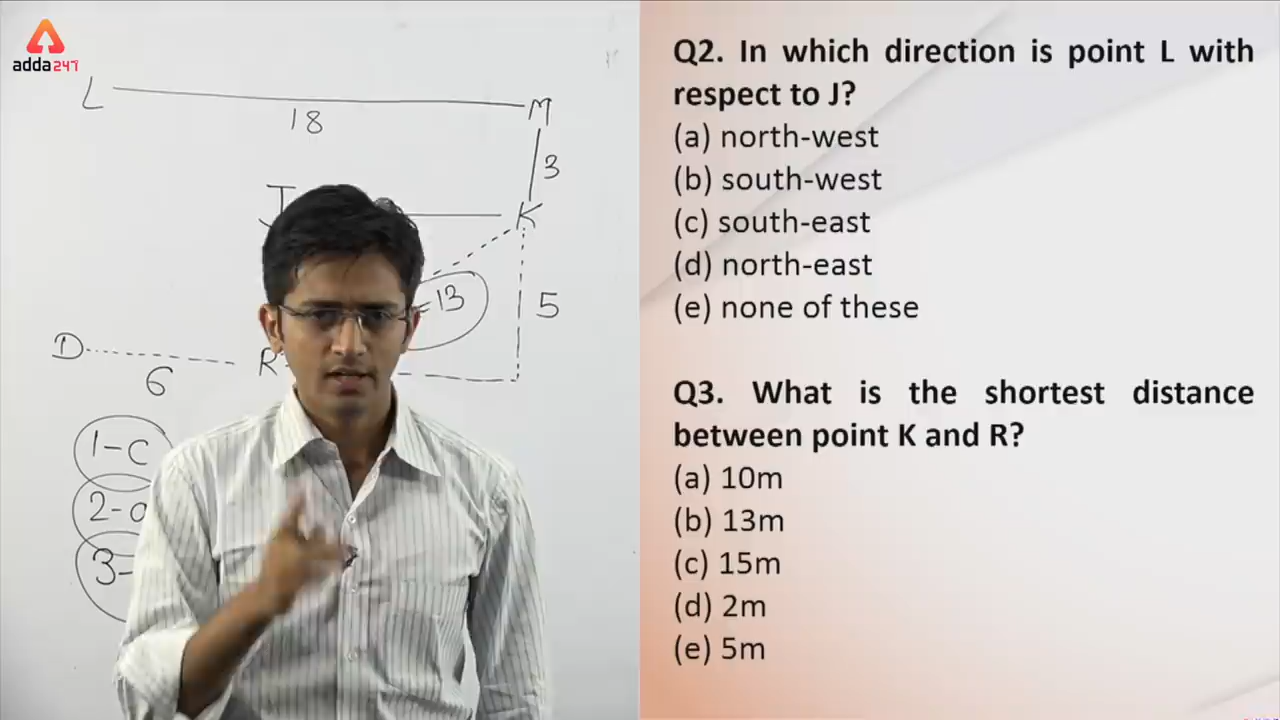 adda247
L
M
18
3
J
K
= 13
5
D
R
6
1-C
2-a
3-
Q2. In which direction is point L with
respect to J?
(a) north-west
(b) south-west
(c) south-east
(d) north-east
(e) none of these
Q3. What is the shortest distance
between point K and R?
(a) 10m
(b) 13m
(c) 15m
(d) 2m
(e) 5m